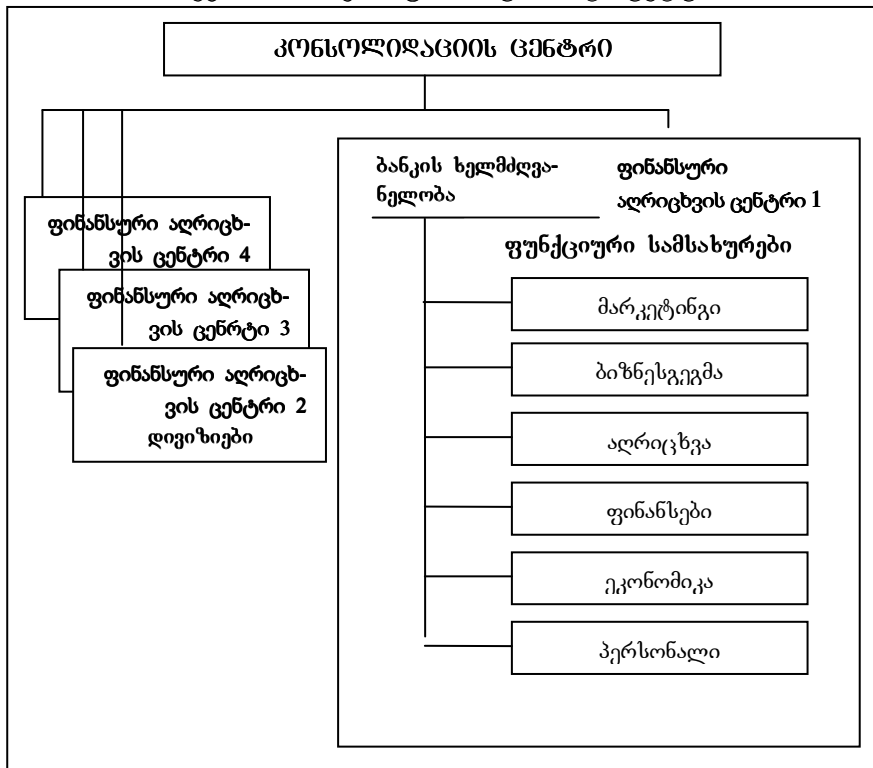 კონსოლიდაციის ცენტრი
ბანკის ხელმძღვა-
ნელობა
ფინანსური
აღრიცხვის ცენტრი 1
ფუნქციური სამსახურები
მარკეტინგი
ბიზნესგეგმა
აღრიცხვა
ფინანსები
ეკონომიკა
პერსონალი
ფინანსური აღრიცხ-
ვის ცენტრი 4
ფინანსური აღრიცხ-
ვის ცენრტი 3
ფინანსური აღრიცხ-
ვის ცენტრი 2
დივიზიები